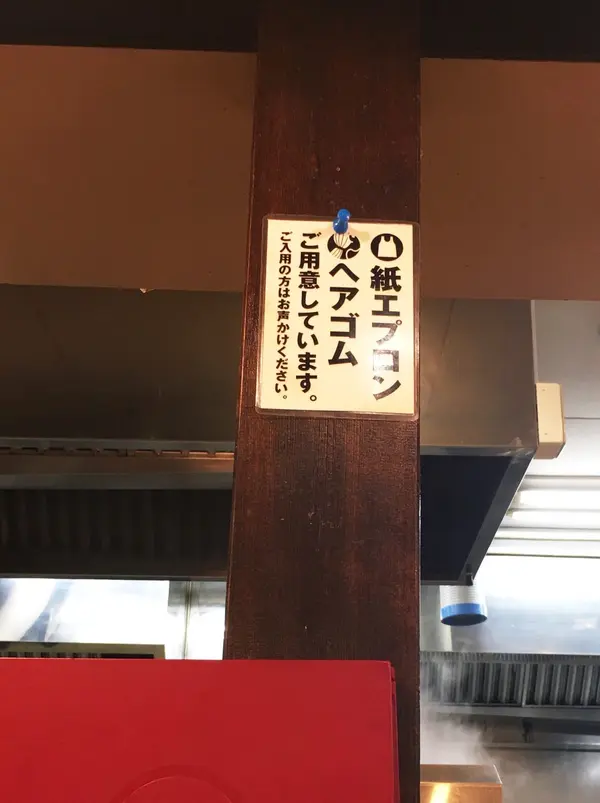 紙エプロン
ヘアゴム
ご用意しています。
ご入用の方はお声かけください。